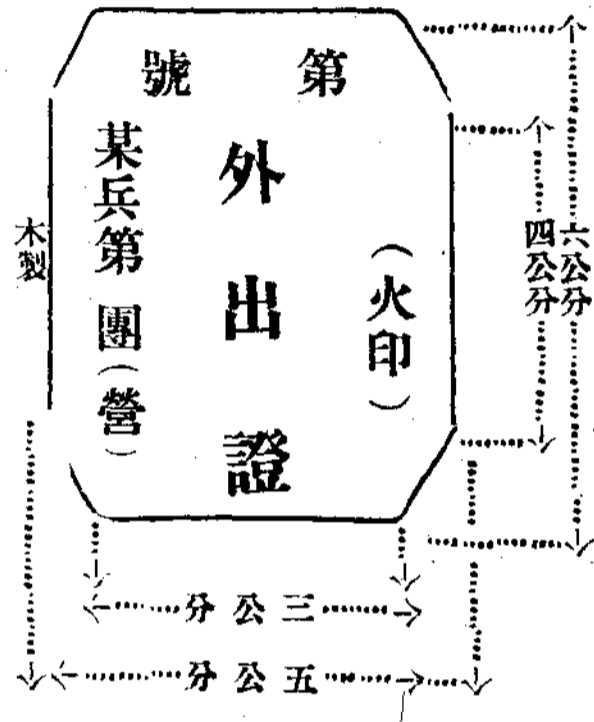 第　號
(火印)
外出證
某兵第　團(營)
木製
四公分
六公分
三公分
五公分